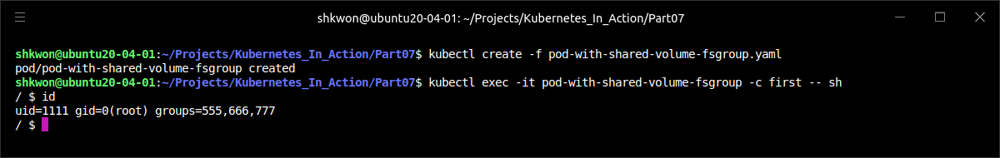 shkwon@ubuntu20-04-01: ~/Projects/Kubernetes_In_Action/Part07
shkwon@ubuntu20-04-01:~/Projects/Kubernetes_In_Action/Part07$ kubectl create -f pod-with-shared-volume-fsgroup.yaml
pod/pod-with-shared-volume-fsgroup created
shkwon@ubuntu20-04-01:~/Projects/Kubernetes_In_Action/Part07$ kubectl exec -it pod-with-shared-volume-fsgroup -c first -- sh
/ $ id
uid=1111 gid=0(root) groups=555,666,777
/ $